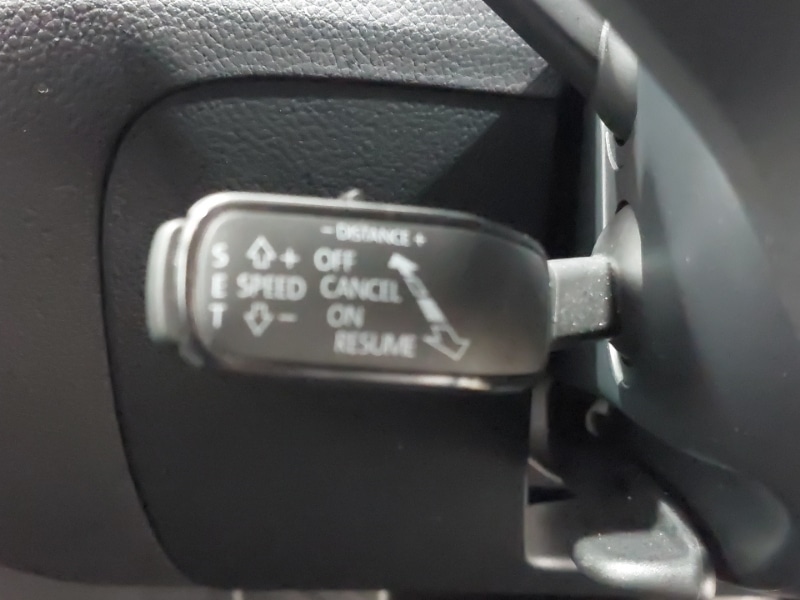 - DISTANCE +
S + OFF
E SPEED CANCEL
T - ON
RESUME